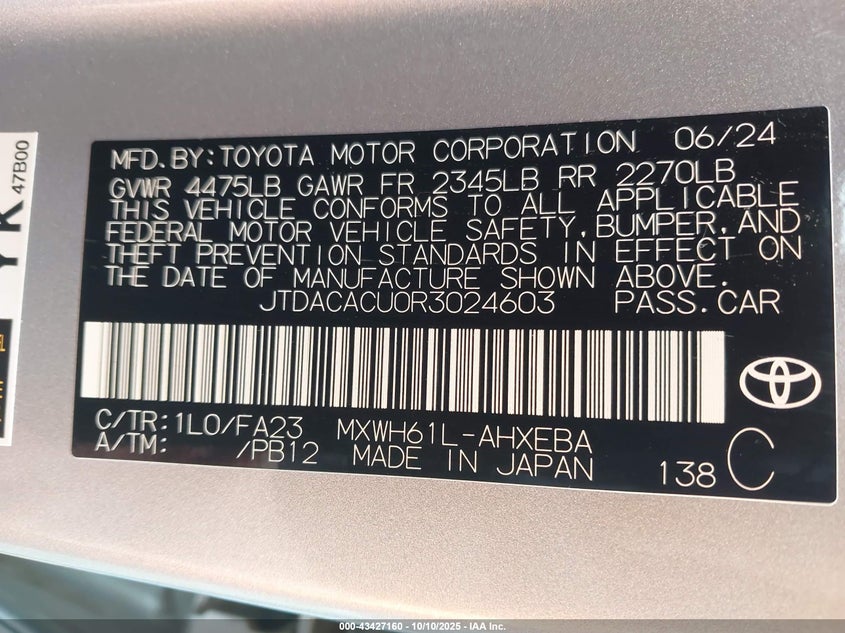 MFD. BY: TOYOTA MOTOR CORPORATION 06/24
GVWR 4475LB GAWR FR 2345LB RR 2270LB
THIS VEHICLE CONFORMS TO ALL APPLICABLE
FEDERAL MOTOR VEHICLE SAFETY, BUMPER, AND
THEFT PREVENTION STANDARDS IN EFFECT ON
THE DATE OF MANUFACTURE SHOWN ABOVE.
JTDACACU0R3024603 PASS.CAR
C/TR: 1L0/FA23 MXWH61L-AHXEBA
A/TM: /PB12 MADE IN JAPAN 138 C
YK 47B00
000-43427160 - 10/10/2025 - IAA Inc.